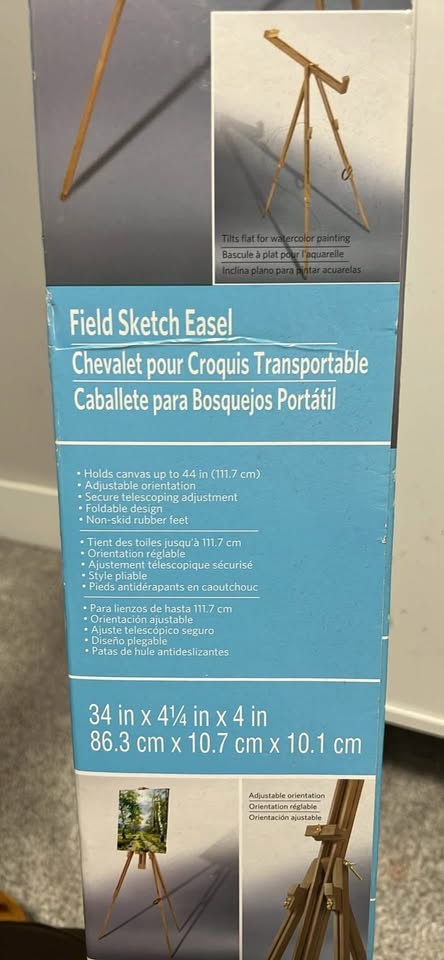 Tilts flat for watercolor painting
Bascule à plat pour l'aquarelle
Inclina plano para pintar acuarelas
Field Sketch Easel
Chevalet pour Croquis Transportable
Caballete para Bosquejos Portátil
• Holds canvas up to 44 in (111.7 cm)
• Adjustable orientation
• Secure telescoping adjustment
• Foldable design
• Non-skid rubber feet
• Tient des toiles jusqu'à 111.7 cm
• Orientation réglable
• Ajustement télescopique sécurisé
• Style pliable
• Pieds antidérapants en caoutchouc
• Para lienzos de hasta 111.7 cm
• Orientación ajustable
• Ajuste telescópico seguro
• Diseño plegable
• Patas de hule antideslizantes
34 in x 4¼ in x 4 in
86.3 cm x 10.7 cm x 10.1 cm
Adjustable orientation
Orientation réglable
Orientación ajustable